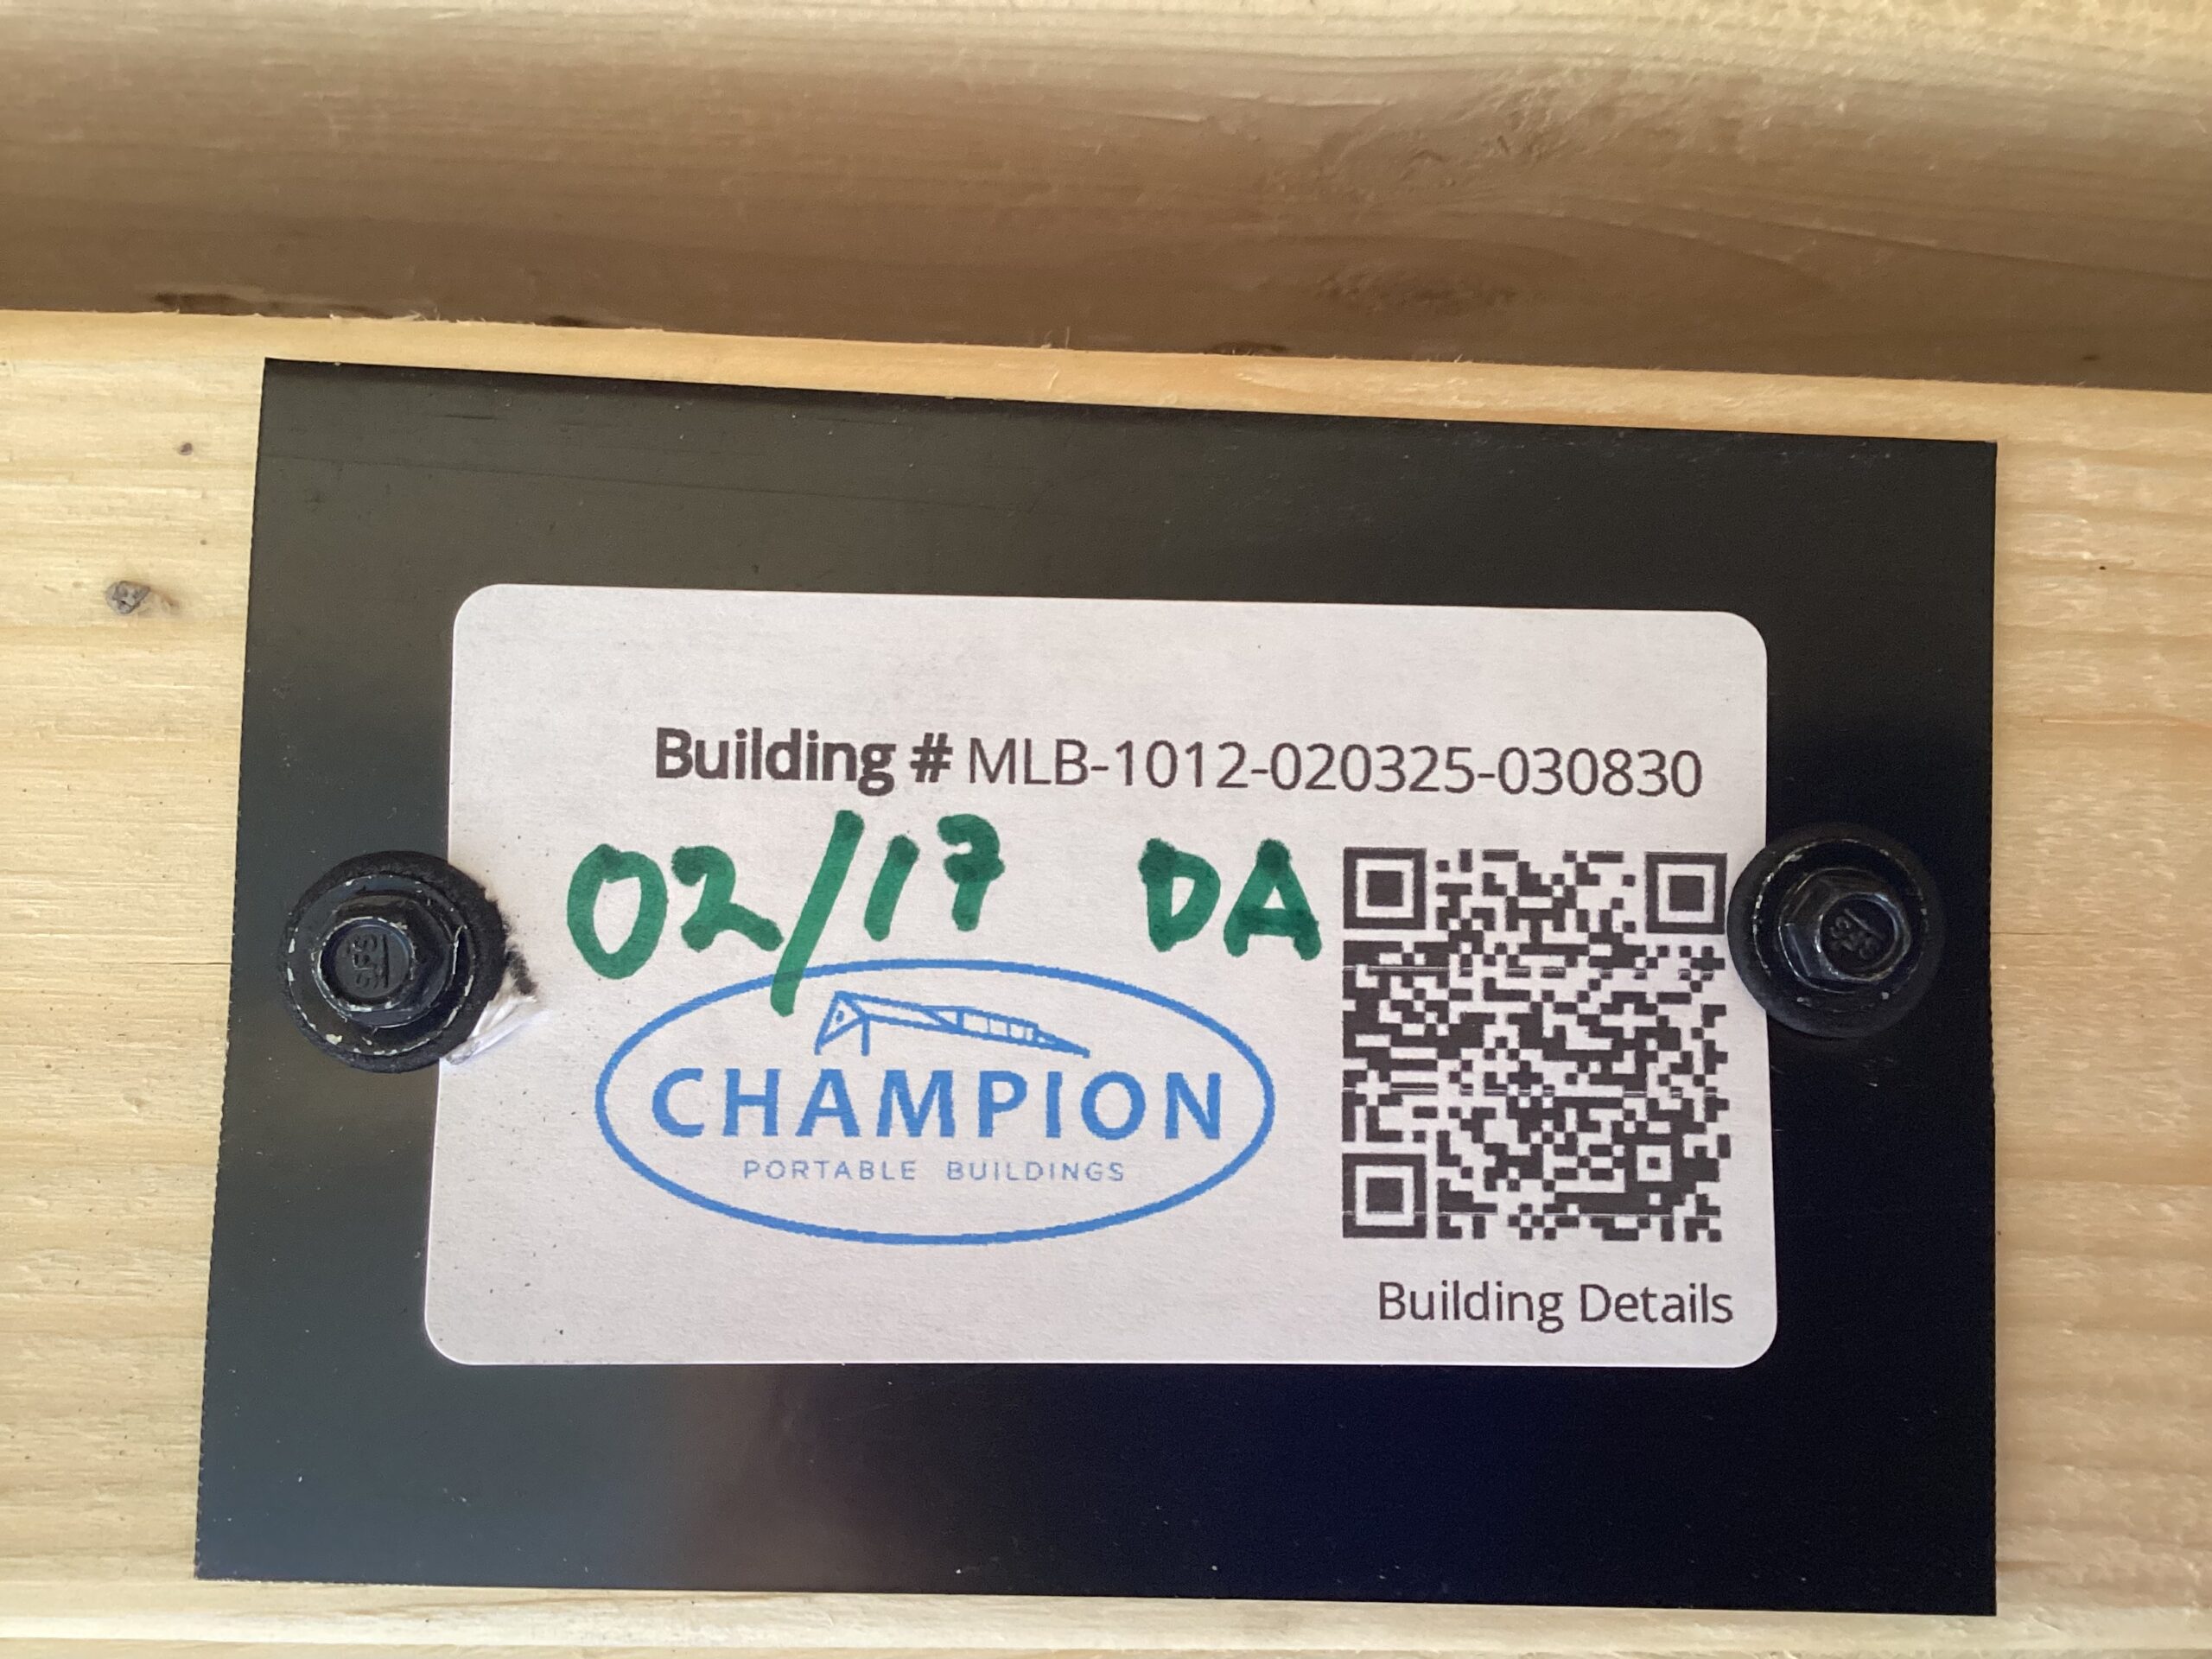 Building # MLB-1012-020325-030830
02/17 DA
CHAMPION
PORTABLE BUILDINGS
Building Details